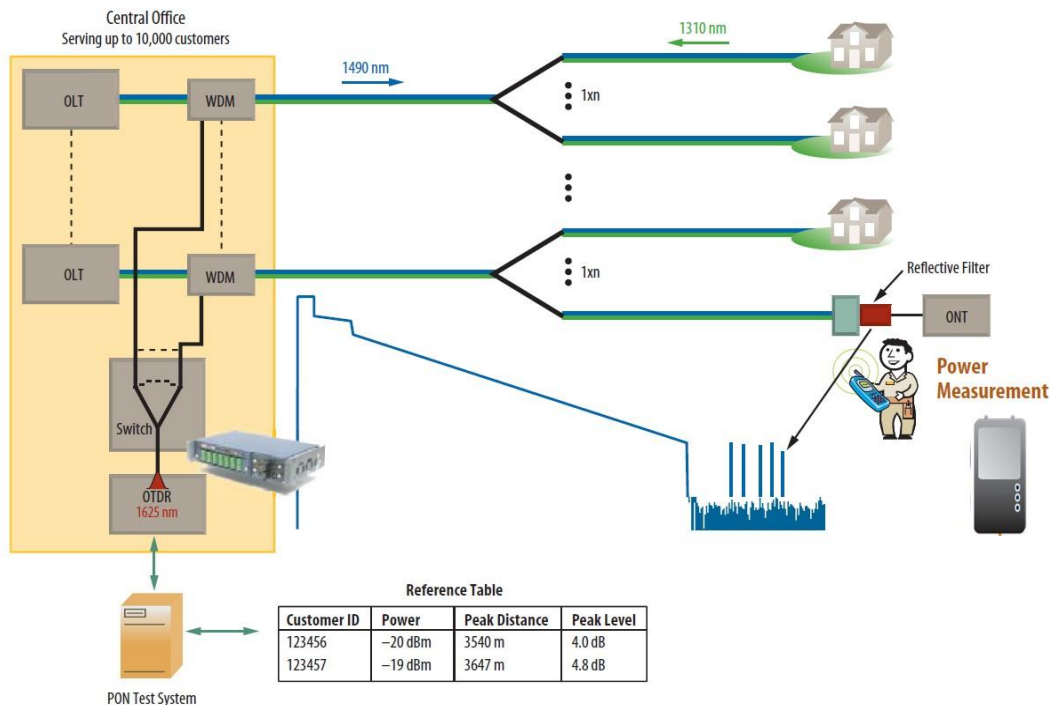 Central Office
Serving up to 10,000 customers
OLT
WDM
1490 nm
1310 nm
1xn
OLT
WDM
1xn
Reflective Filter
ONT
Power
Measurement
Switch
OTDR
1625 nm
Reference Table
Customer ID Power Peak Distance Peak Level
123456 –20 dBm 3540 m 4.0 dB
123457 –19 dBm 3647 m 4.8 dB
PON Test System